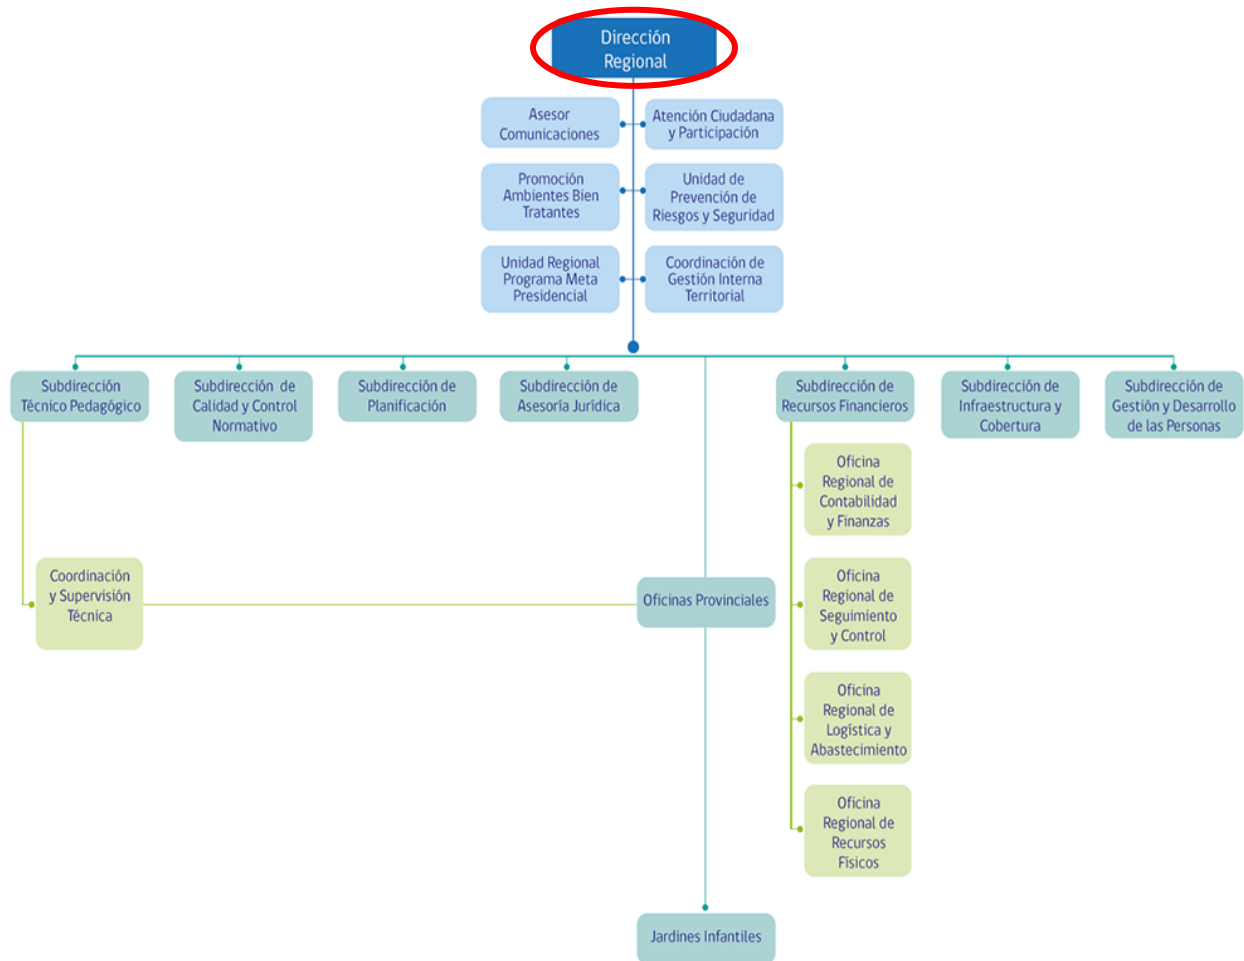 Dirección
Regional
Asesor
Comunicaciones
Atención Ciudadana
y Participación
Promoción
Ambientes Bien
Tratantes
Unidad de
Prevención de
Riesgos y Seguridad
Unidad Regional
Programa Meta
Presidencial
Coordinación de
Gestión Interna
Territorial
Subdirección
Técnico Pedagógico
Subdirección de
Calidad y Control
Normativo
Subdirección de
Planificación
Subdirección de
Asesoría Jurídica
Subdirección de
Recursos Financieros
Subdirección de
Infraestructura y
Cobertura
Subdirección de
Gestión y Desarrollo
de las Personas
Oficina
Regional de
Contabilidad
y Finanzas
Coordinación
y Supervisión
Técnica
Oficinas Provinciales
Oficina
Regional de
Seguimiento
y Control
Oficina
Regional de
Logística y
Abastecimiento
Oficina
Regional de
Recursos
Físicos
Jardines Infantiles